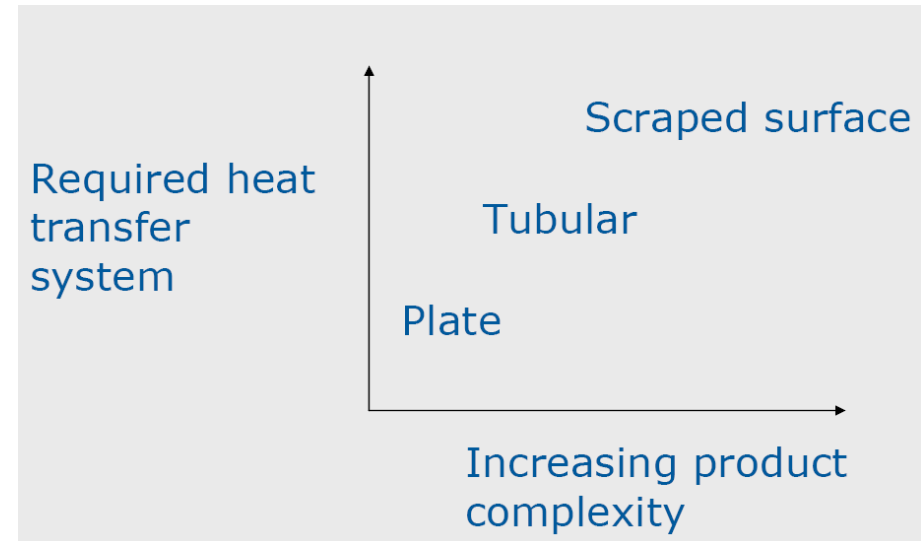 Scraped surface
Required heat
transfer
system
Tubular
Plate
Increasing product
complexity